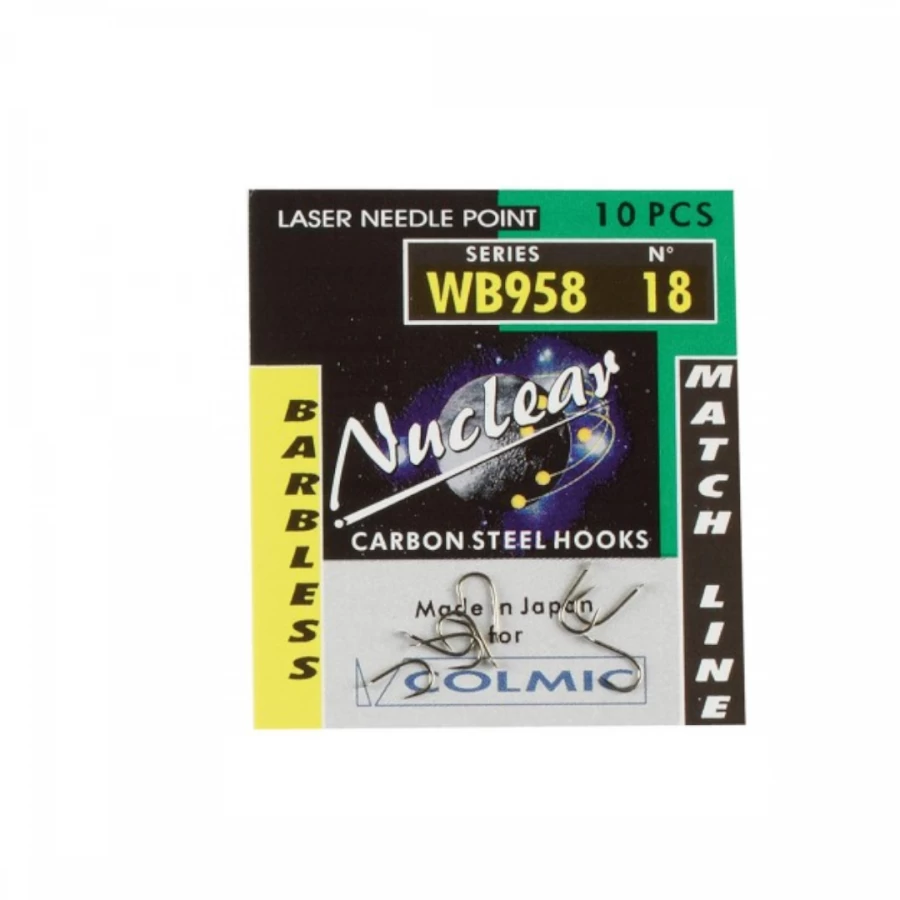 LASER NEEDLE POINT
10 PCS
SERIES
N°
WB958
18
Nuclear
CARBON STEEL HOOKS
BARBLESS
MATCH LINE
Made in Japan
for
COLMIC